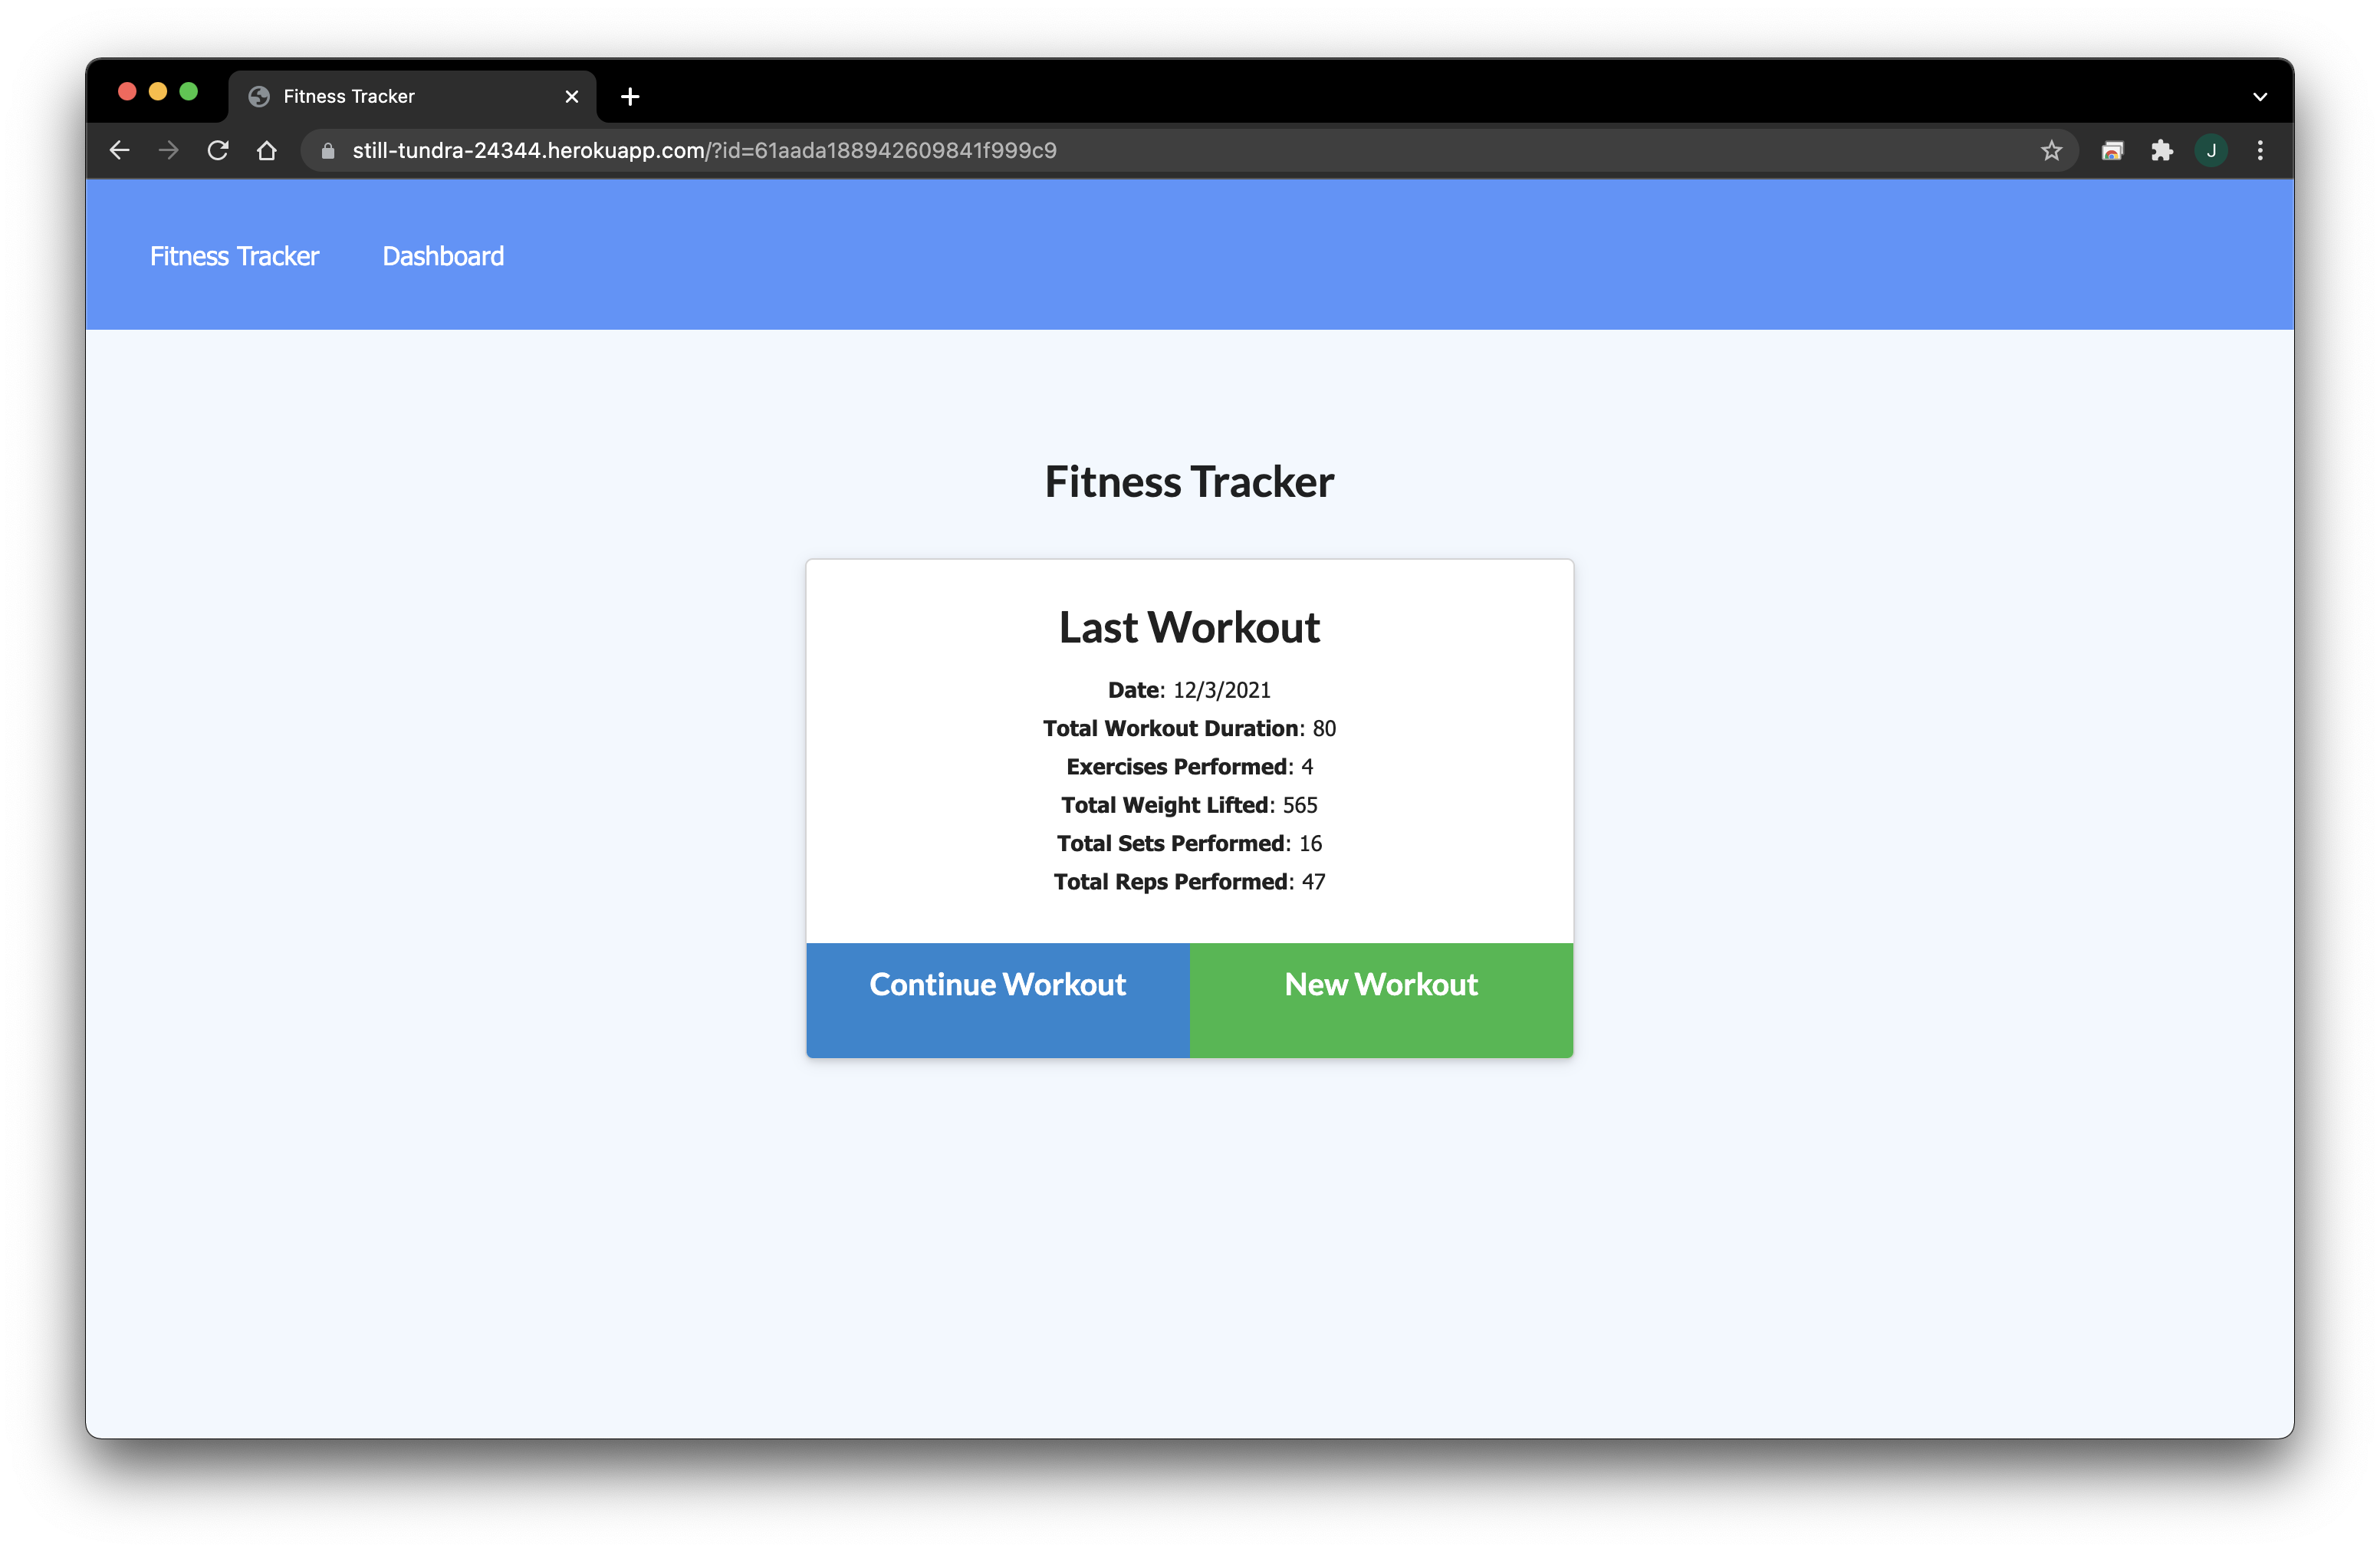 Fitness Tracker
still-tundra-24344.herokuapp.com/?id=61aada188942609841f999c9
J
Fitness Tracker Dashboard
Fitness Tracker
Last Workout
Date: 12/3/2021
Total Workout Duration: 80
Exercises Performed: 4
Total Weight Lifted: 565
Total Sets Performed: 16
Total Reps Performed: 47
Continue Workout New Workout